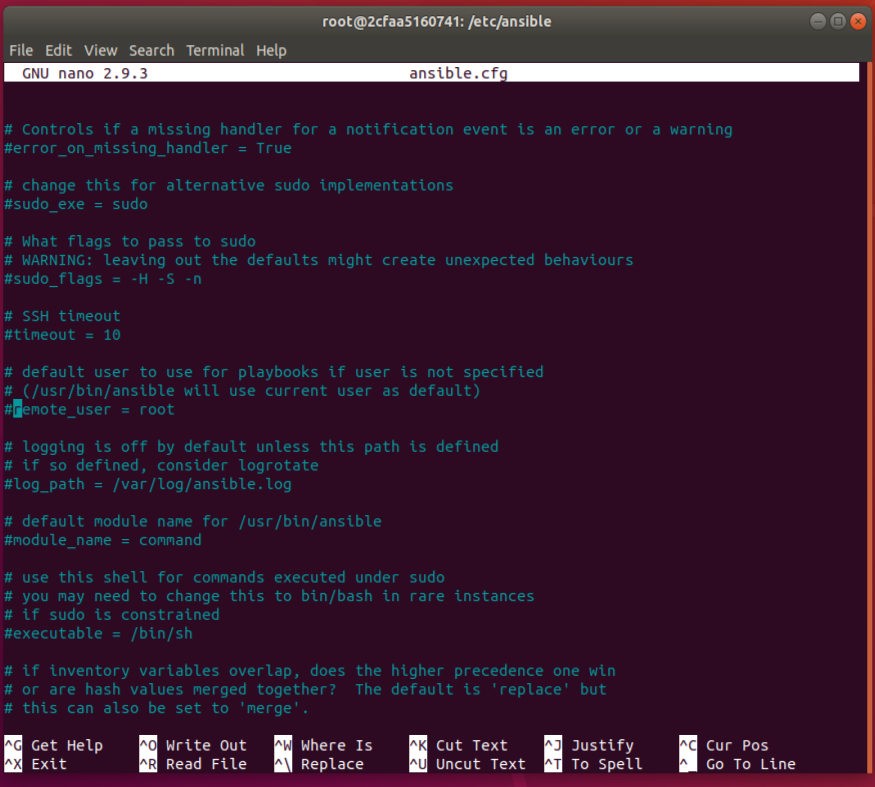 root@2cfaa5160741: /etc/ansible
File Edit View Search Terminal Help
GNU nano 2.9.3 ansible.cfg
# Controls if a missing handler for a notification event is an error or a warning
#error_on_missing_handler = True
# change this for alternative sudo implementations
#sudo_exe = sudo
# What flags to pass to sudo
# WARNING: leaving out the defaults might create unexpected behaviours
#sudo_flags = -H -S -n
# SSH timeout
#timeout = 10
# default user to use for playbooks if user is not specified
# (/usr/bin/ansible will use current user as default)
#remote_user = root
# logging is off by default unless this path is defined
# if so defined, consider logrotate
#log_path = /var/log/ansible.log
# default module name for /usr/bin/ansible
#module_name = command
# use this shell for commands executed under sudo
# you may need to change this to bin/bash in rare instances
# if sudo is constrained
#executable = /bin/sh
# if inventory variables overlap, does the higher precedence one win
# or are hash values merged together?  The default is 'replace' but
# this can also be set to 'merge'.
^G Get Help ^O Write Out ^W Where Is ^K Cut Text ^J Justify ^C Cur Pos
^X Exit ^R Read File ^\ Replace ^U Uncut Text ^T To Spell ^_ Go To Line